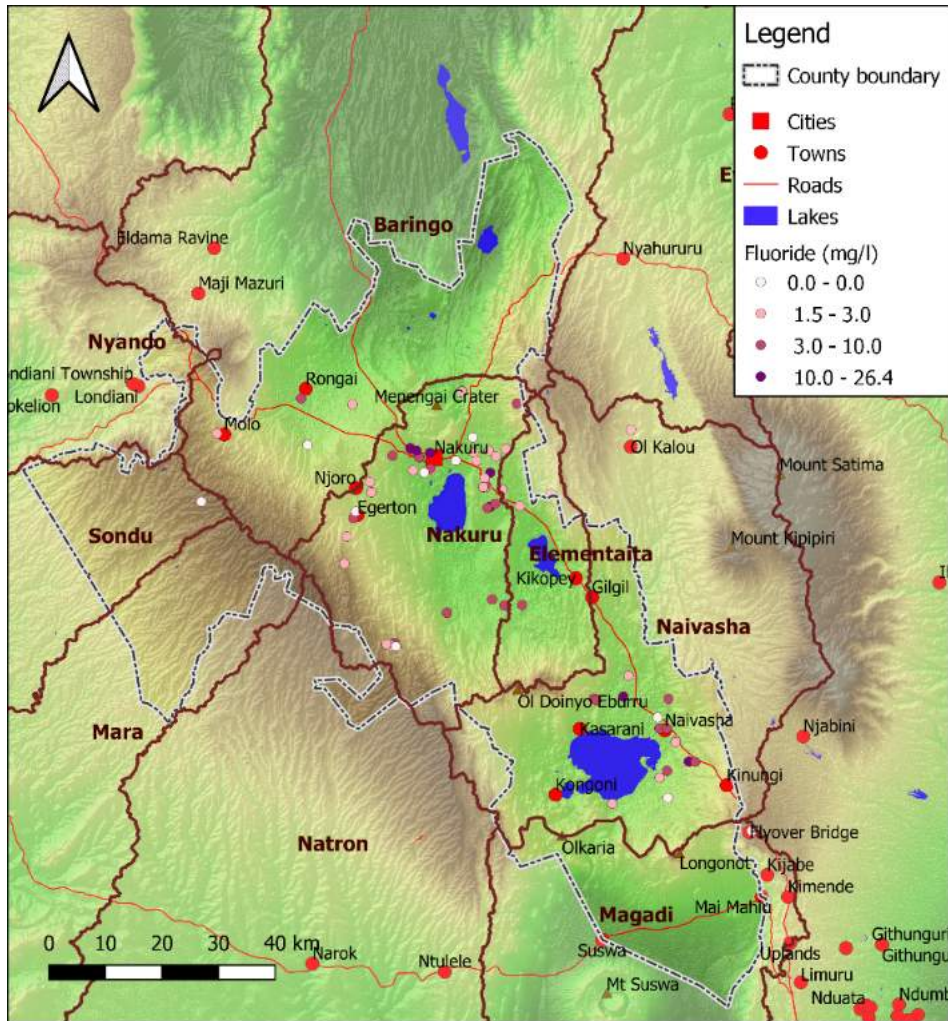 Legend
County boundary
Cities
Towns
Roads
Lakes
Fluoride (mg/l)
0.0 - 0.0
1.5 - 3.0
3.0 - 10.0
10.0 - 26.4
Baringo
Eldama Ravine
Nyahururu
Maji Mazuri
Nyando
ondiani Township
Londiani
okelion
Rongai
Menengai Crater
Molo
Nakuru
Ol Kalou
Mount Satima
Njoro
Egerton
Sondu
Nakuru
Elementaita
Mount Kipipiri
Kikopey
Gilgil
Naivasha
Ol Doinyo Eburru
Mara
Kasarani
Naivasha
Njabini
Kongoni
Kinungi
Natron
Flyover Bridge
Olkaria
Longonot
Kijabe
Kimende
Magadi
Mai Mahiu
0 10 20 30 40 km
Narok
Ntulele
Suswa
Uplands
Githunguri
Githungu
Mt Suswa
Limuru
Nduata
Ndumb